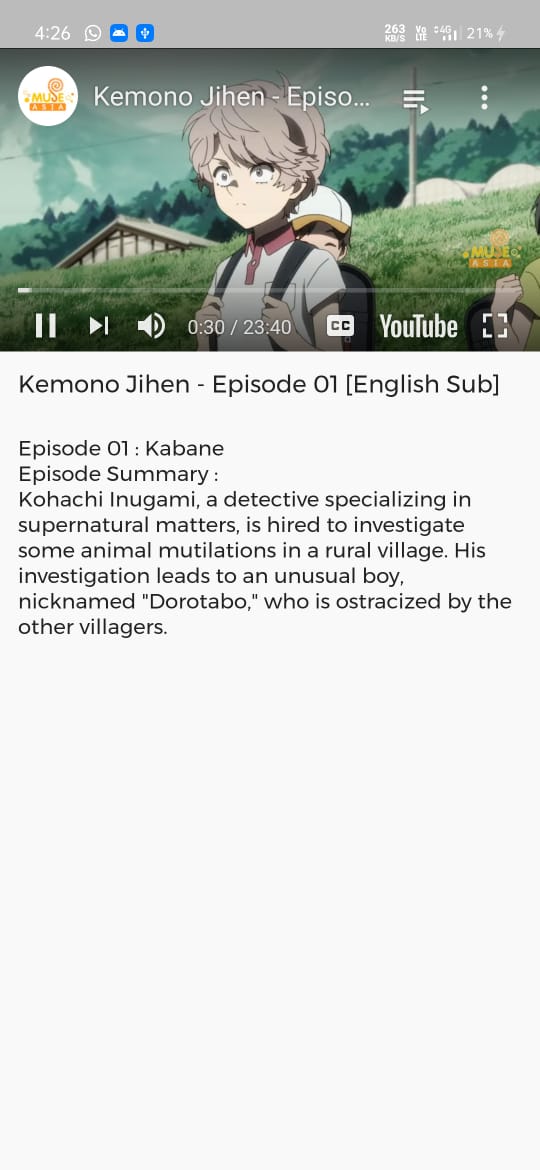 4:26
263 KB/S Vo LTE 4G 21%
MUSE ASIA
Kemono Jihen - Episo...
MUSE ASIA
0:30 / 23:40
CC
YouTube
Kemono Jihen - Episode 01 [English Sub]
Episode 01 : Kabane
Episode Summary :
Kohachi Inugami, a detective specializing in
supernatural matters, is hired to investigate
some animal mutilations in a rural village. His
investigation leads to an unusual boy,
nicknamed "Dorotabo," who is ostracized by the
other villagers.